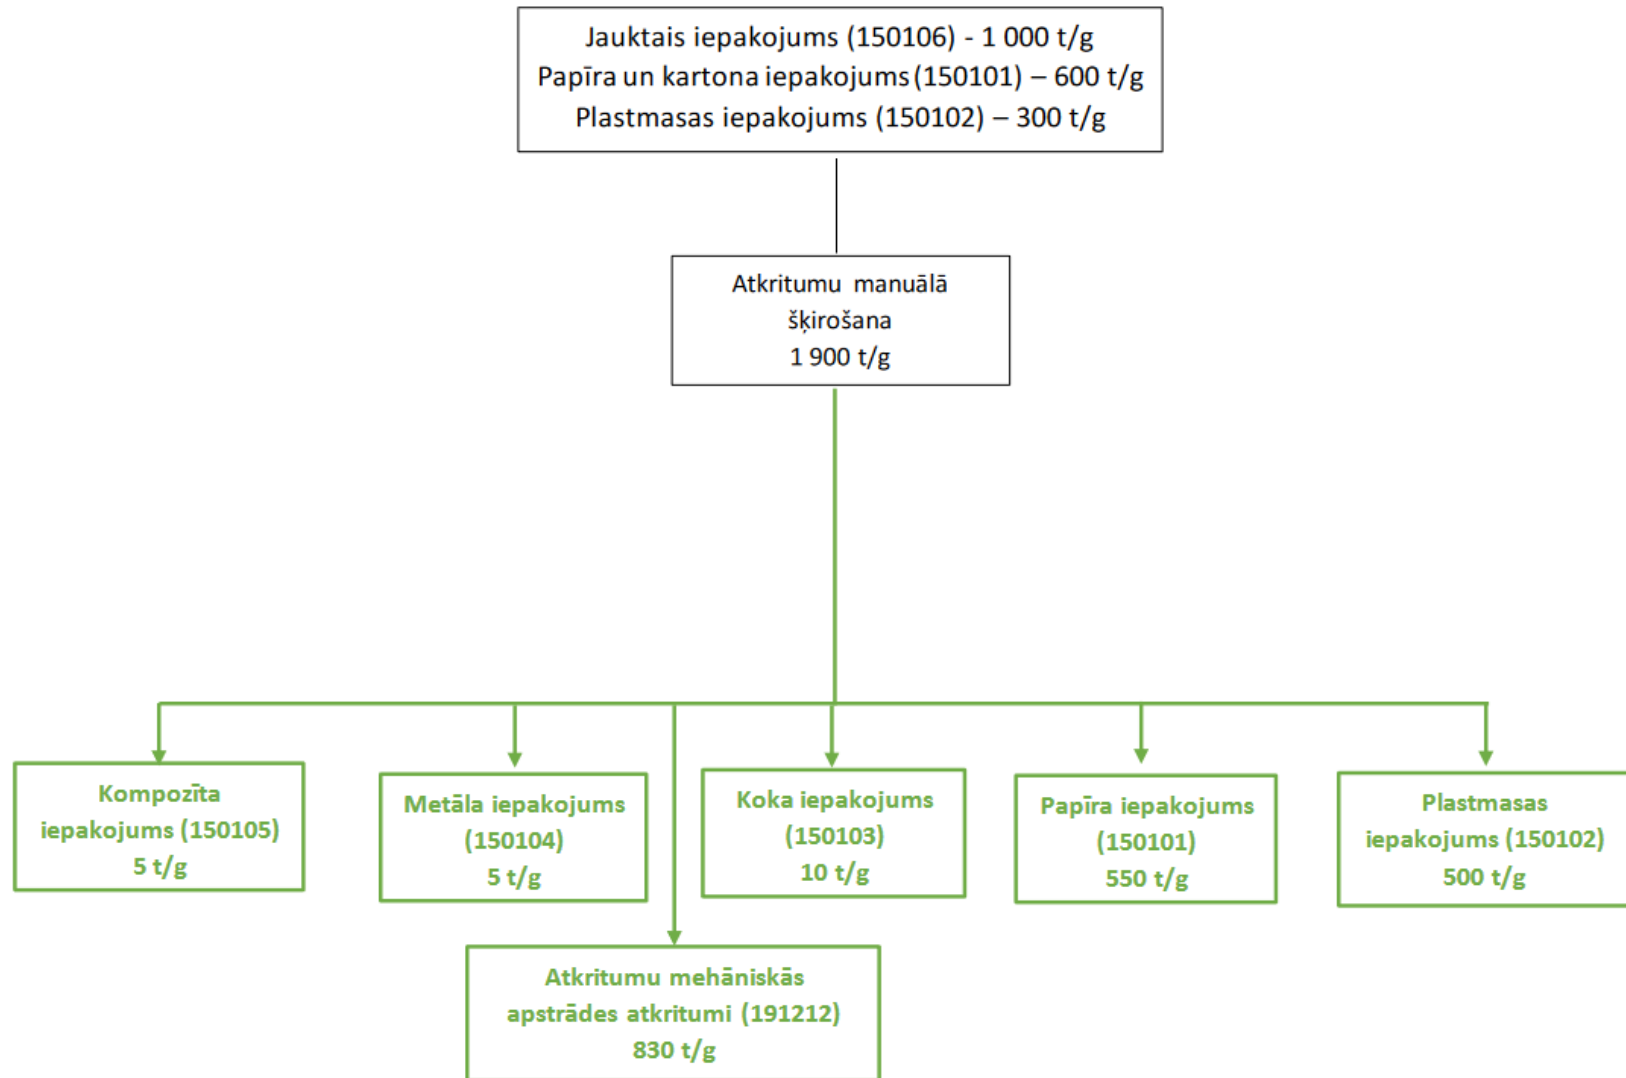 Jauktais iepakojums (150106) - 1 000 t/g
Papīra un kartona iepakojums (150101) – 600 t/g
Plastmasas iepakojums (150102) – 300 t/g
Atkritumu manuālā
šķirošana
1 900 t/g
Kompozīta
iepakojums (150105)
5 t/g
Metāla iepakojums
(150104)
5 t/g
Koka iepakojums
(150103)
10 t/g
Papīra iepakojums
(150101)
550 t/g
Plastmasas
iepakojums (150102)
500 t/g
Atkritumu mehāniskās
apstrādes atkritumi (191212)
830 t/g